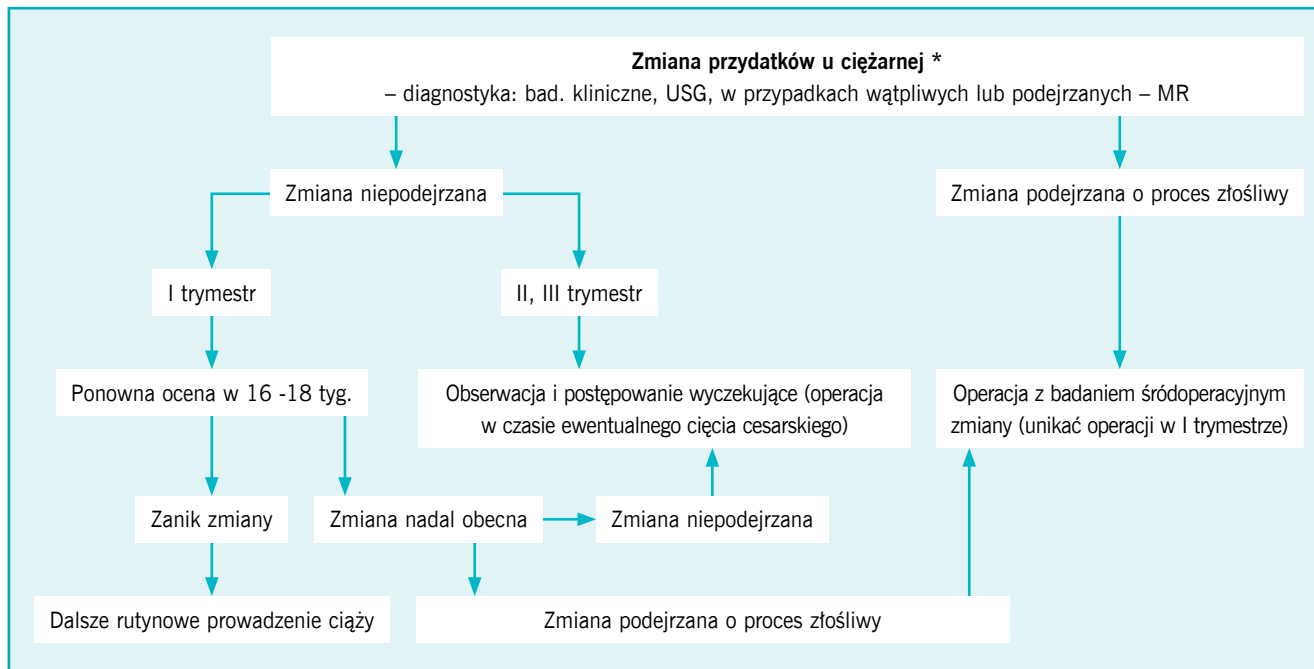 Zmiana przydatków u ciężarnej *
– diagnostyka: bad. kliniczne, USG, w przypadkach wątpliwych lub podejrzanych – MR
Zmiana niepodejrzana
Zmiana podejrzana o proces złośliwy
I trymestr
II, III trymestr
Ponowna ocena w 16 -18 tyg.
Obserwacja i postępowanie wyczekujące (operacja
w czasie ewentualnego cięcia cesarskiego)
Operacja z badaniem śródoperacyjnym
zmiany (unikać operacji w I trymestrze)
Zanik zmiany
Zmiana nadal obecna
Zmiana niepodejrzana
Dalsze rutynowe prowadzenie ciąży
Zmiana podejrzana o proces złośliwy